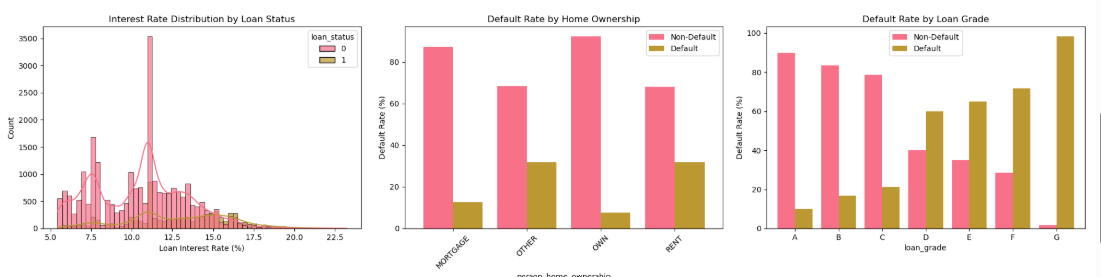 Interest Rate Distribution by Loan Status
loan_status
0
1
3500
3000
2500
2000
1500
1000
500
0
Count
5.0 7.5 10.0 12.5 15.0 17.5 20.0 22.5
Loan Interest Rate (%)
Default Rate by Home Ownership
Non-Default
Default
80
60
40
20
0
Default Rate (%)
MORTGAGE OTHER OWN RENT
person_home_ownership
Default Rate by Loan Grade
Non-Default
Default
100
80
60
40
20
0
Default Rate (%)
A B C D E F G
loan_grade